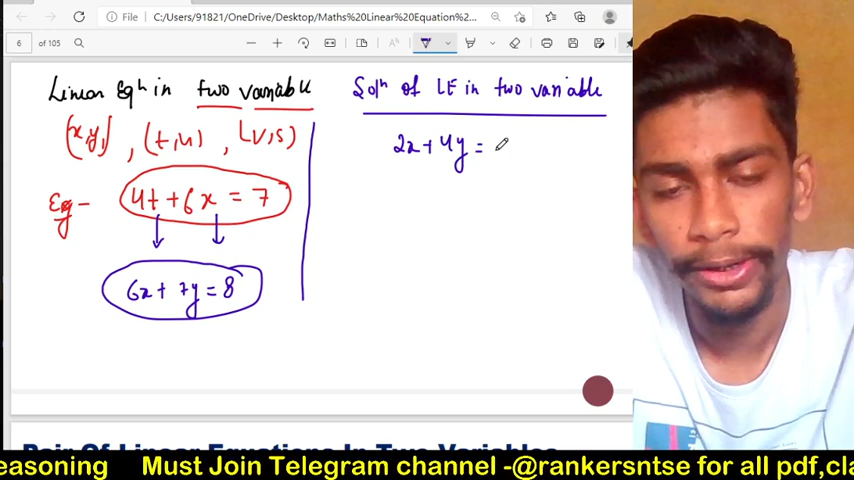 File
C:/Users/91821/OneDrive/Desktop/Maths%20Linear%20Equation%2...
6 of 105
Linear Eqn in two variable
(x,y), (t,u), (v,s)
Eg - 4t + 6x = 7
6x + 7y = 8
Soln of LE in two variable
2x + 4y =
Pair Of Linear Equations In Two Variables
easoning Must Join Telegram channel -@rankersntse for all pdf,cla